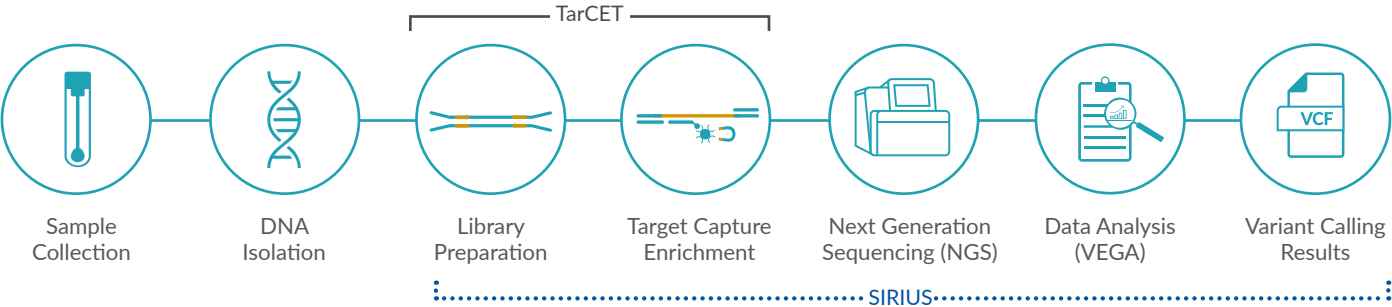 TarCET
VCF
Sample
Collection
DNA
Isolation
Library
Preparation
Target Capture
Enrichment
Next Generation
Sequencing (NGS)
Data Analysis
(VEGA)
Variant Calling
Results
SIRIUS